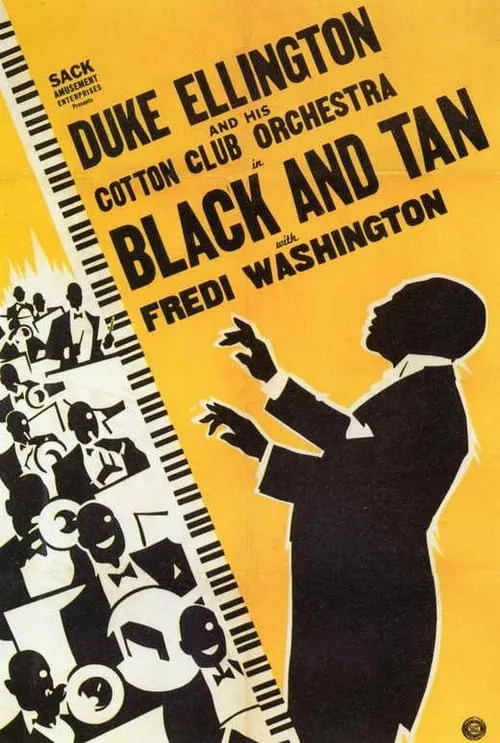 SACK
AMUSEMENT
ENTERPRISES
Presents
DUKE ELLINGTON
AND HIS
COTTON CLUB ORCHESTRA
in
BLACK AND TAN
with
FREDI WASHINGTON